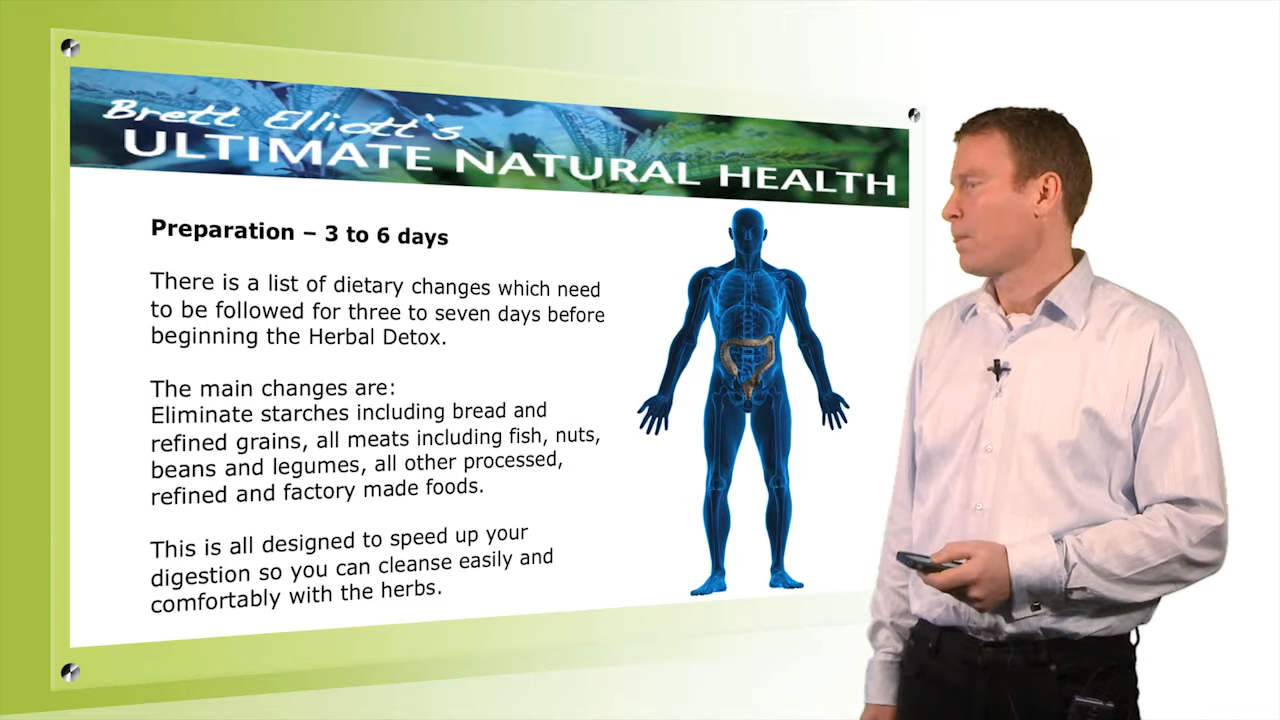 Brett Elliott's
ULTIMATE NATURAL HEALTH
Preparation – 3 to 6 days
There is a list of dietary changes which need
to be followed for three to seven days before
beginning the Herbal Detox.
The main changes are:
Eliminate starches including bread and
refined grains, all meats including fish, nuts,
beans and legumes, all other processed,
refined and factory made foods.
This is all designed to speed up your
digestion so you can cleanse easily and
comfortably with the herbs.